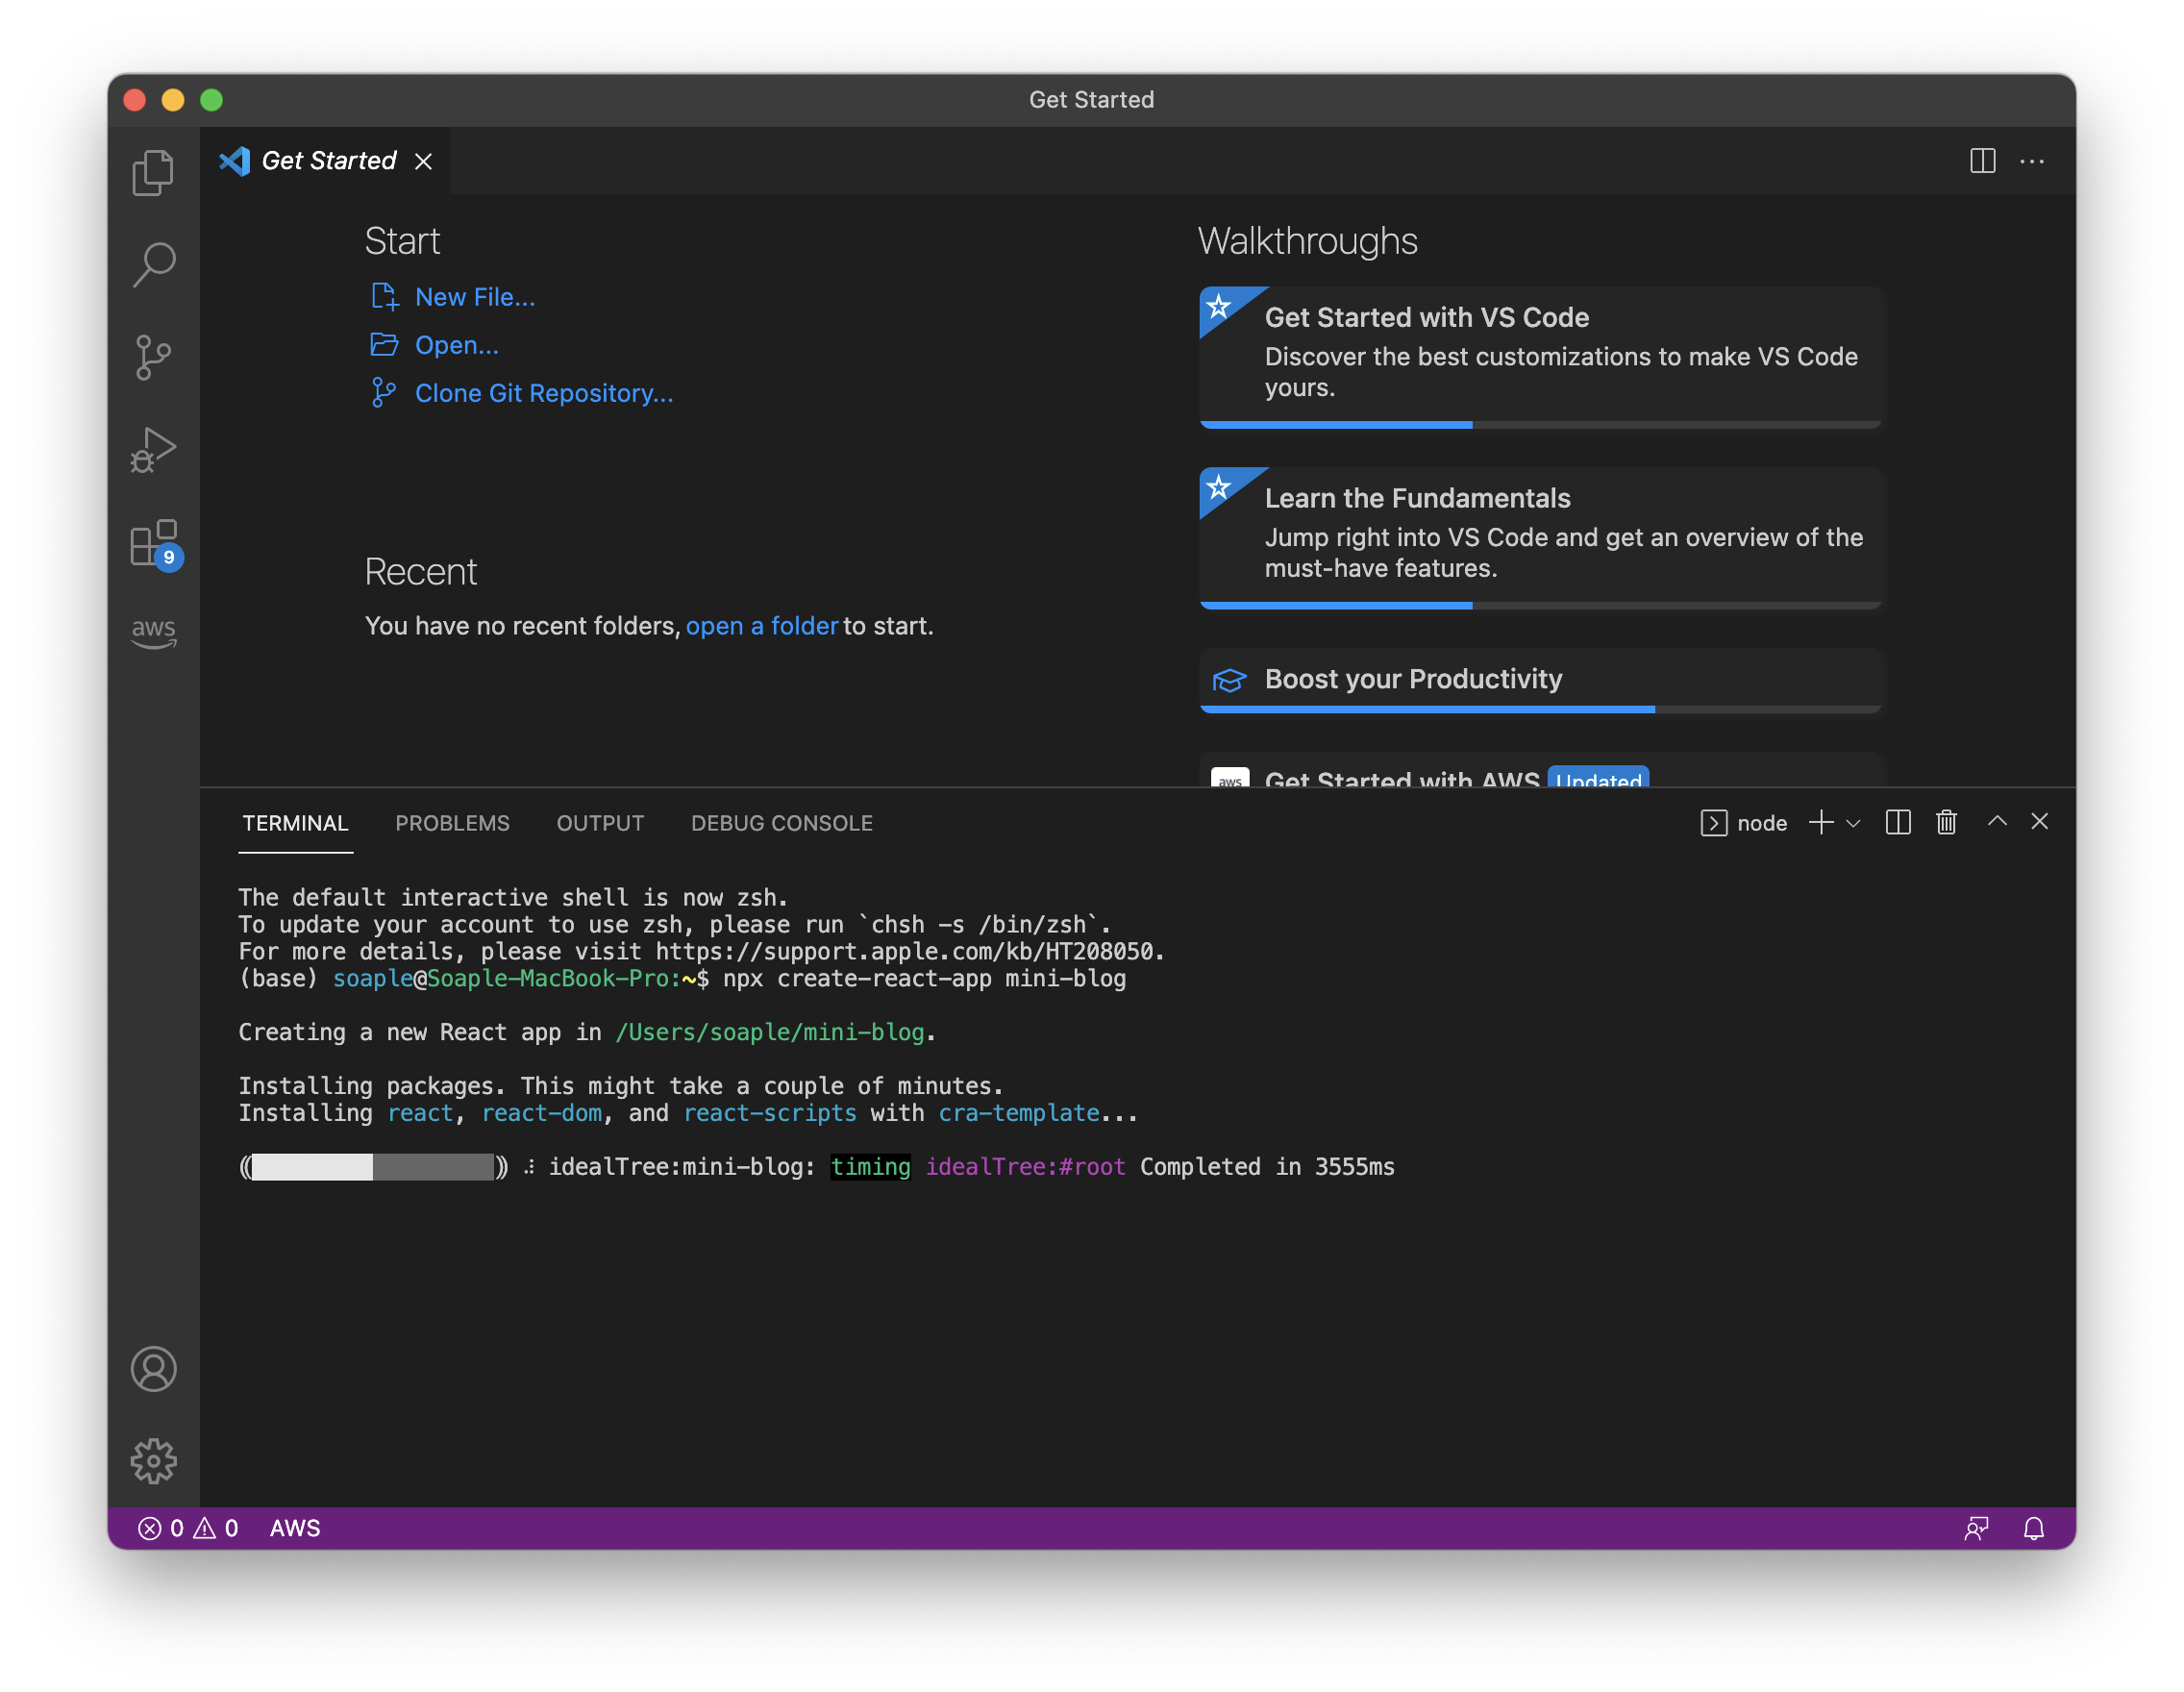 Get Started
Get Started
Start
New File...
Open...
Clone Git Repository...
Recent
You have no recent folders, open a folder to start.
Walkthroughs
Get Started with VS Code
Discover the best customizations to make VS Code
yours.
Learn the Fundamentals
Jump right into VS Code and get an overview of the
must-have features.
Boost your Productivity
aws Get Started with AWS Updated
9
aws
TERMINAL PROBLEMS OUTPUT DEBUG CONSOLE node
The default interactive shell is now zsh.
To update your account to use zsh, please run `chsh -s /bin/zsh`.
For more details, please visit https://support.apple.com/kb/HT208050.
(base) soaple@Soaple-MacBook-Pro:~$ npx create-react-app mini-blog
Creating a new React app in /Users/soaple/mini-blog.
Installing packages. This might take a couple of minutes.
Installing react, react-dom, and react-scripts with cra-template...
(( )) ⠼ idealTree:mini-blog: timing idealTree:#root Completed in 3555ms
0 0 AWS